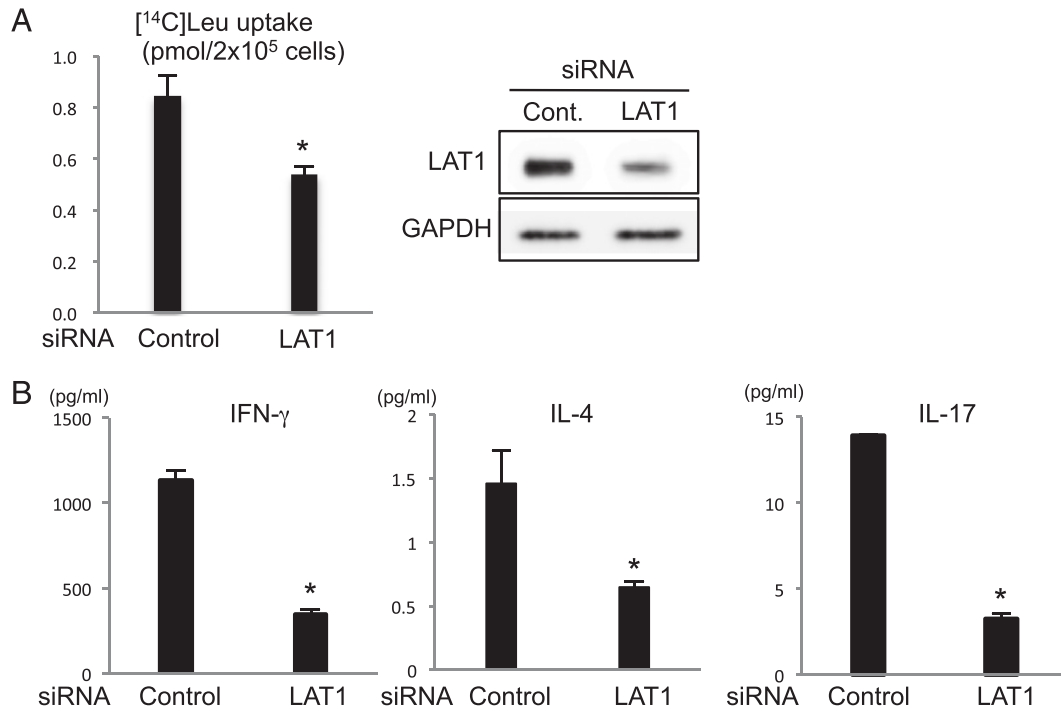 A
[¹⁴C]Leu uptake
(pmol/2x10⁵ cells)
1.0
0.8
0.6
0.4
0.2
0.0
*
siRNA Control LAT1
siRNA
Cont. LAT1
LAT1
GAPDH
B
(pg/ml)
IFN-γ
1500
1000
500
0
*
siRNA Control LAT1
(pg/ml)
IL-4
2
1.5
1
0.5
0
*
siRNA Control LAT1
(pg/ml)
IL-17
15
10
5
0
*
siRNA Control LAT1